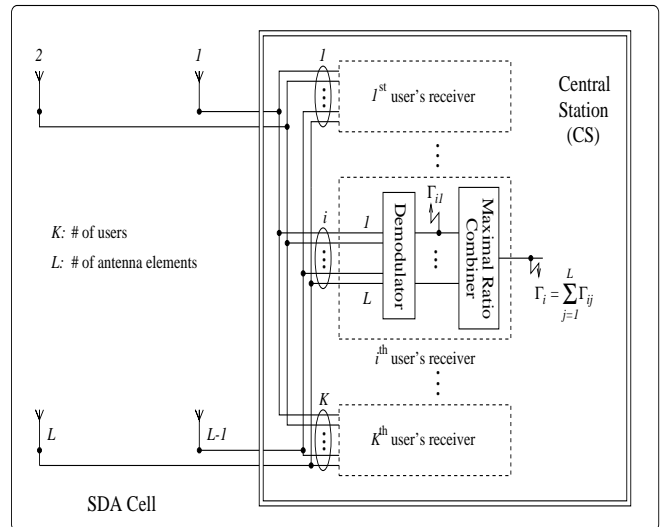 2
1
1
1st user's receiver
Central
Station
(CS)
K: # of users
L: # of antenna elements
i
1
L
Demodulator
Γi1
Maximal Ratio
Combiner
Γi = ∑ Γij
L
j=1
ith user's receiver
L
L-1
K
Kth user's receiver
SDA Cell